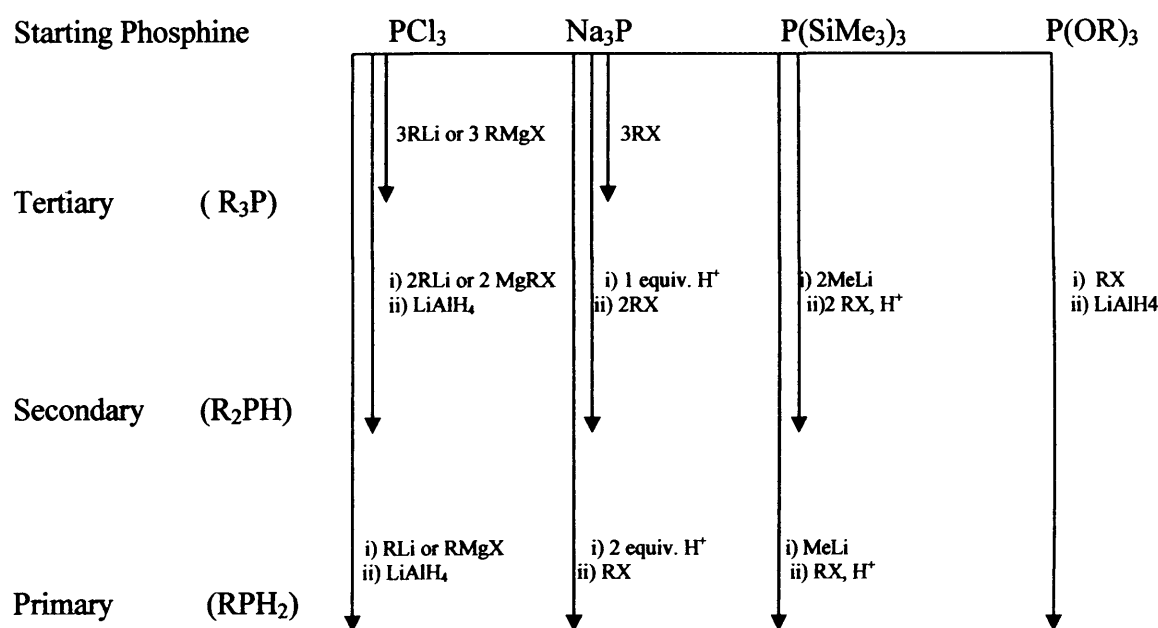 Starting Phosphine PCl₃ Na₃P P(SiMe₃)₃ P(OR)₃
3RLi or 3 RMgX 3RX
Tertiary ( R₃P)
i) 2RLi or 2 MgRX i) 1 equiv. H⁺ i) 2MeLi i) RX
ii) LiAlH₄ ii) 2RX ii)2 RX, H⁺ ii) LiAlH4
Secondary (R₂PH)
i) RLi or RMgX i) 2 equiv. H⁺ i) MeLi
ii) LiAlH₄ ii) RX ii) RX, H⁺
Primary (RPH₂)